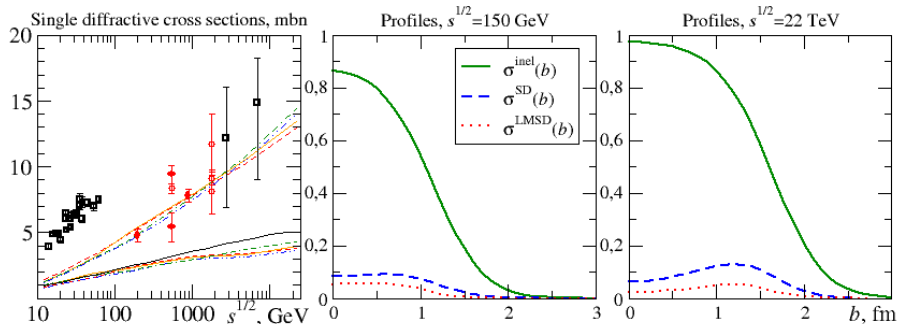 Single diffractive cross sections, mbn
Profiles, s^1/2=150 GeV
Profiles, s^1/2=22 TeV
20
15
10
5
0
10 100 1000
s^1/2, GeV
1
0.8
0.6
0.4
0.2
0
0 1 2 3
σ^inel(b)
σ^SD(b)
σ^LMSD(b)
1
0.8
0.6
0.4
0.2
0
0 1 2
b, fm